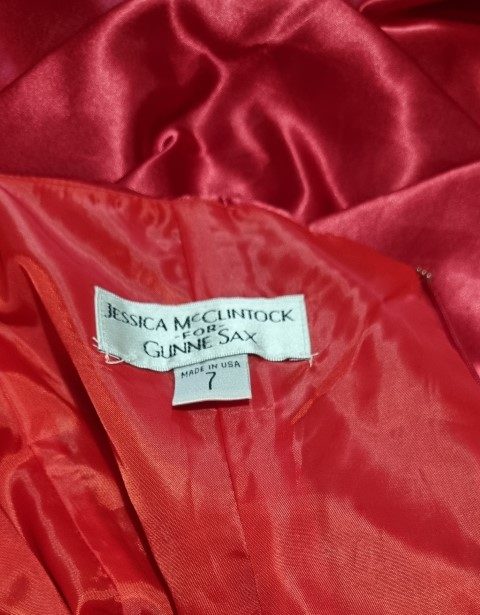 JESSICA McCLINTOCK
-FOR-
GUNNE SAX
MADE IN USA
7